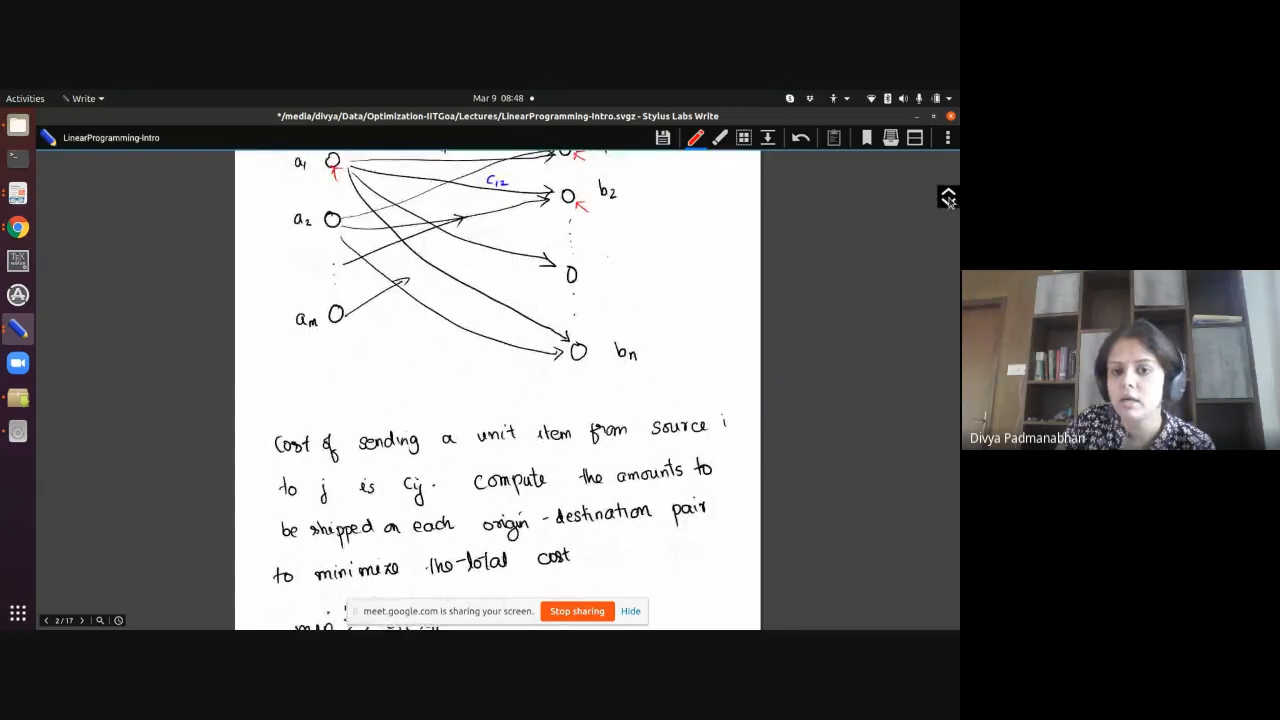 Activities
Write
Mar 9 08:48
*/media/divya/Data/Optimization-IITGoa/Lectures/LinearProgramming-Intro.svgz - Stylus Labs Write
LinearProgramming-Intro
a1
C12
b2
a2
am
bn
Cost of sending a unit item from source i
to j is Cij. Compute the amounts to
be shipped on each origin - destination pair
to minimize the total cost
meet.google.com is sharing your screen. Stop sharing Hide
2/17
Divya Padmanabhan